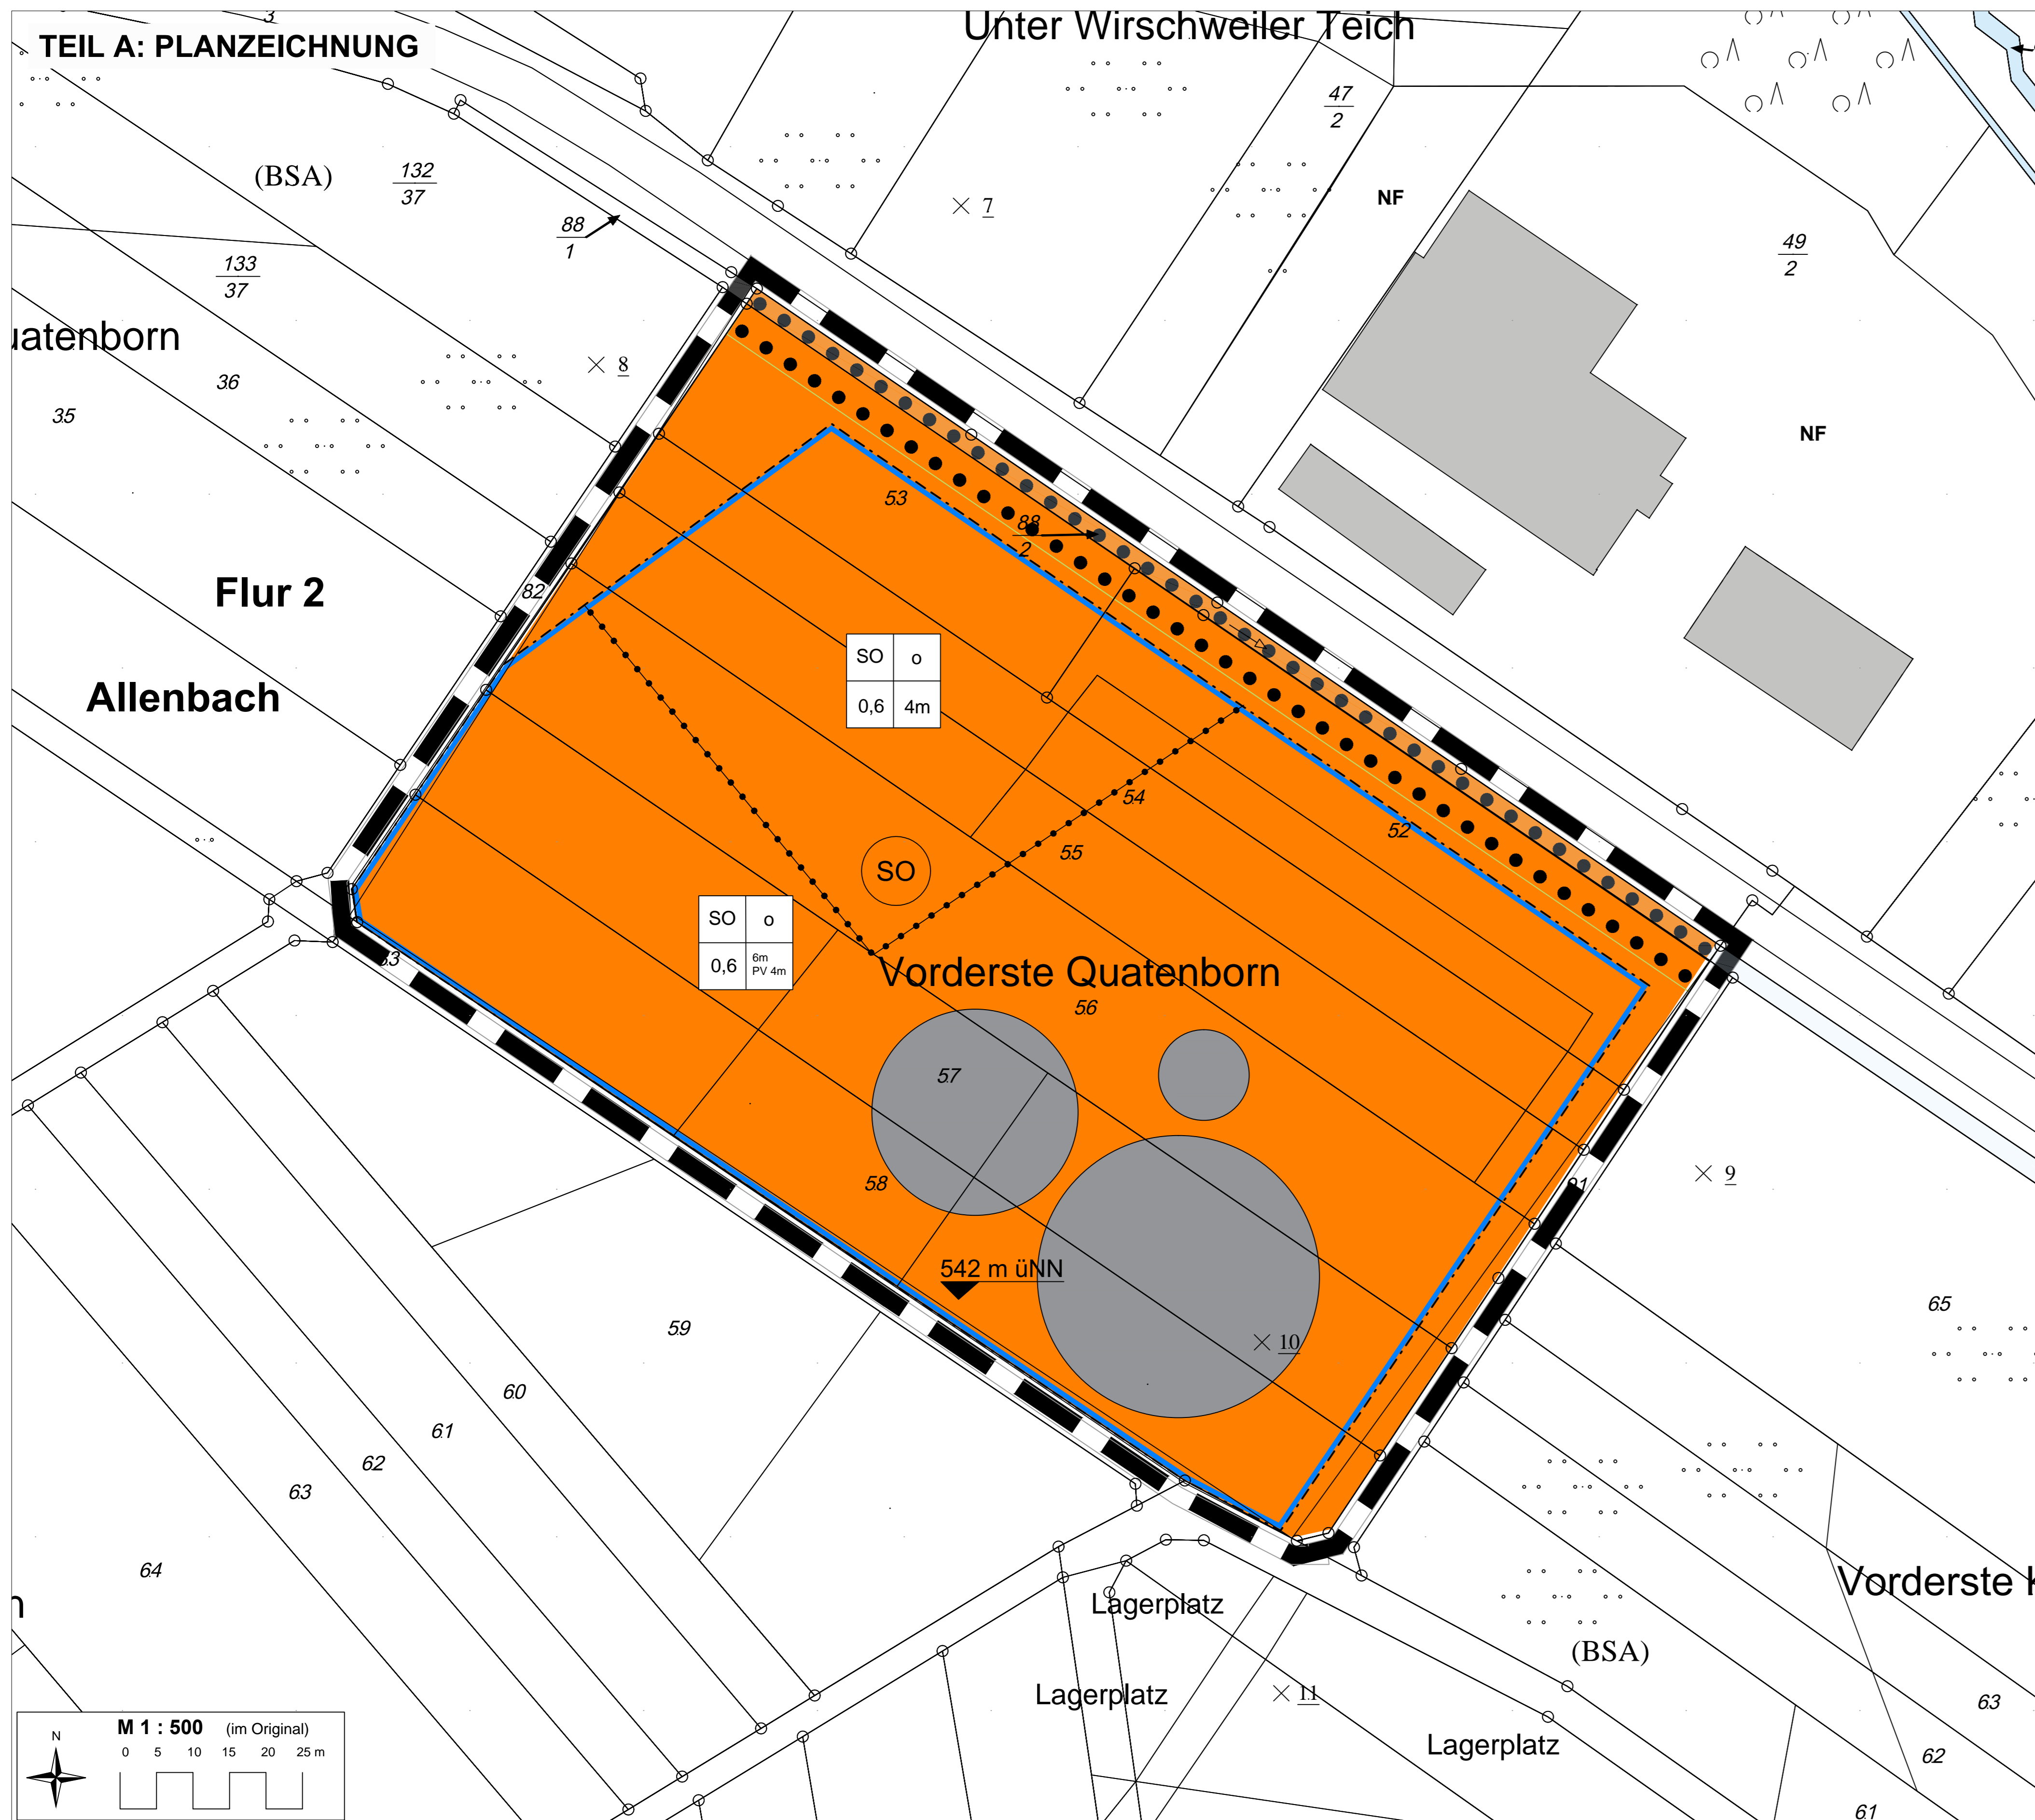 3
TEIL A: PLANZEICHNUNG
Unter Wirschweiler Teich
47
2
(BSA)
132
37
NF
88
1
7
49
2
133
37
uatenborn
8
36
35
NF
53
88
2
Flur 2
82
SO o
0,6 4m
Allenbach
54
52
55
SO
SO o
0,6 6m
PV 4m
Vorderste Quatenborn
56
57
9
58
542 m üNN
65
10
59
60
61
62
63
64
Vorderste
n
Lagerplatz
(BSA)
Lagerplatz
11
63
Lagerplatz
62
61
N
M 1 : 500 (im Original)
0 5 10 15 20 25 m